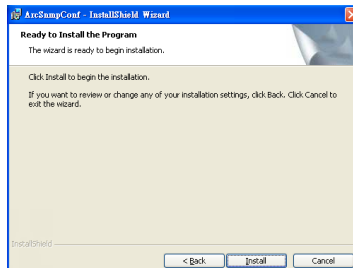 ArcSnmpConf - InstallShield Wizard
Ready to Install the Program
The wizard is ready to begin installation.
Click Install to begin the installation.
If you want to review or change any of your installation settings, click Back. Click Cancel to
exit the wizard.
InstallShield
< Back Install Cancel